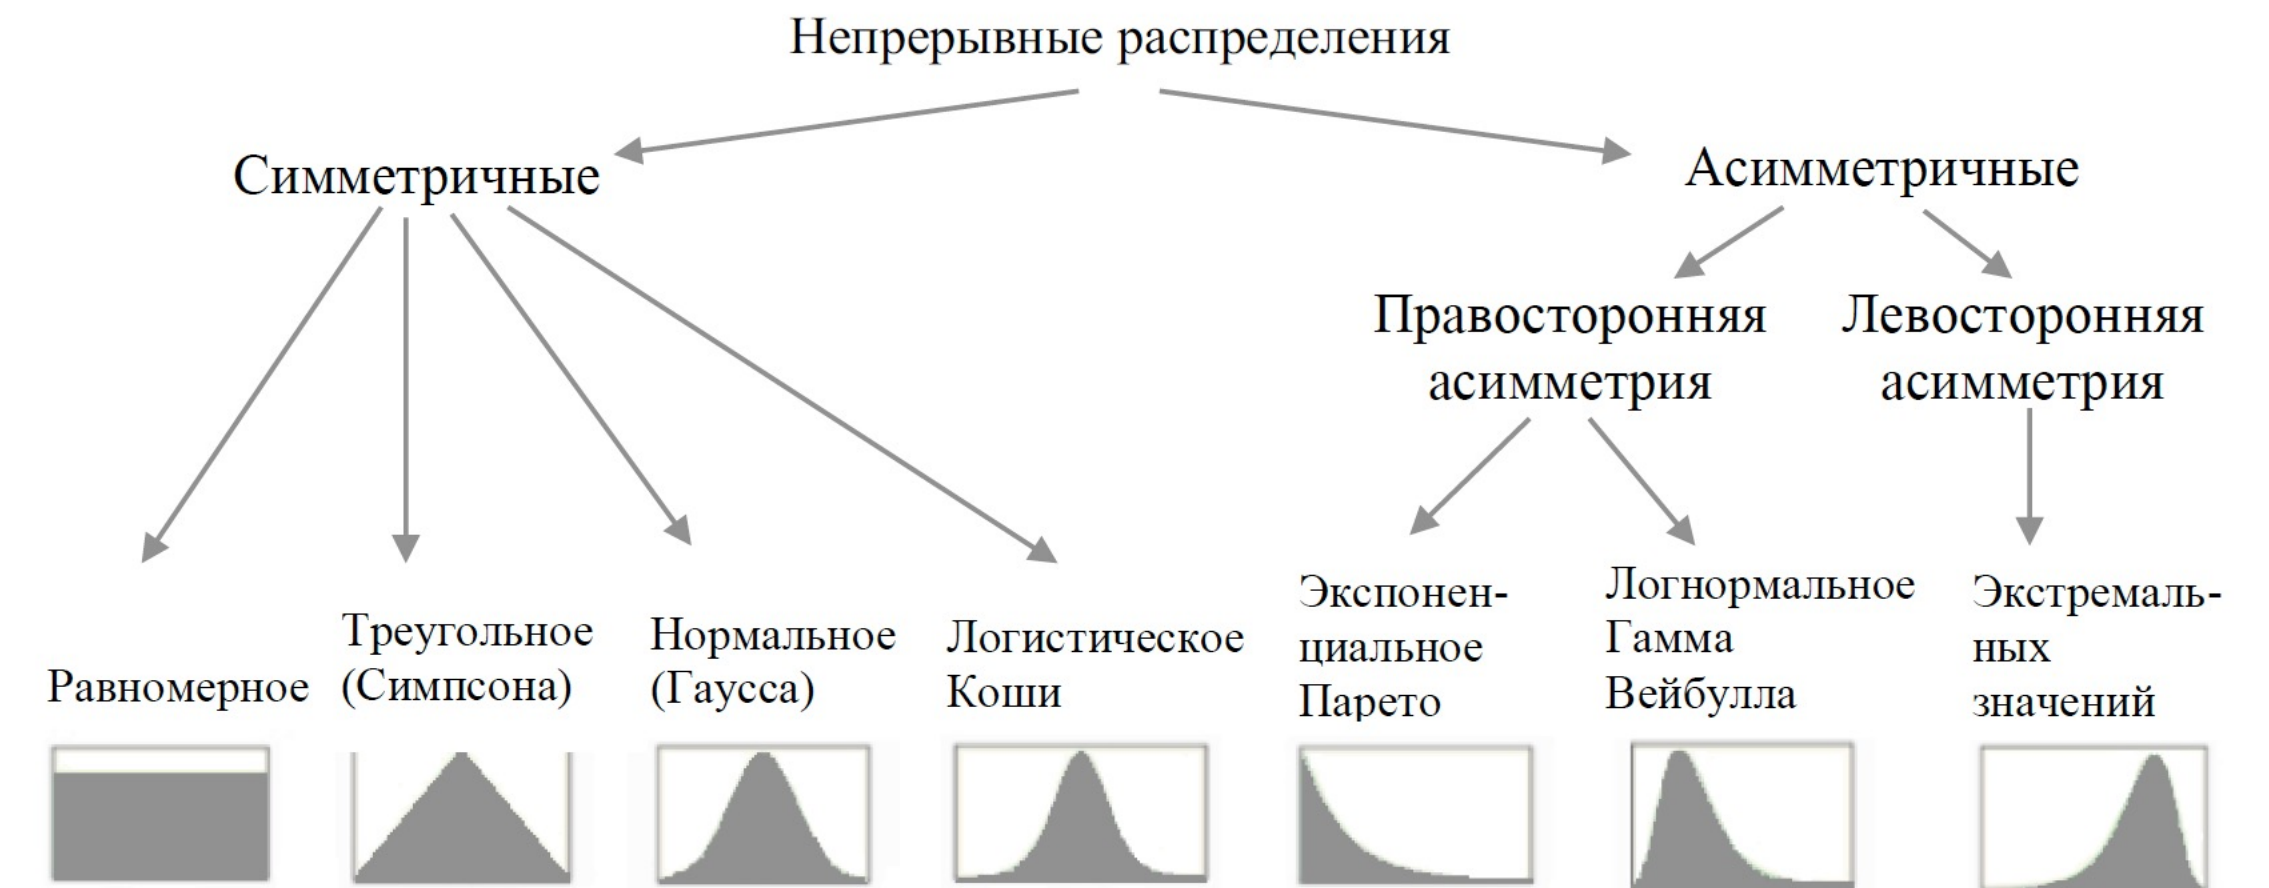 Непрерывные распределения
Симметричные
Асимметричные
Правосторонняя
асимметрия
Левосторонняя
асимметрия
Равномерное
Треугольное
(Симпсона)
Нормальное
(Гаусса)
Логистическое
Коши
Экспонен-
циальное
Парето
Логнормальное
Гамма
Вейбулла
Экстремаль-
ных
значений